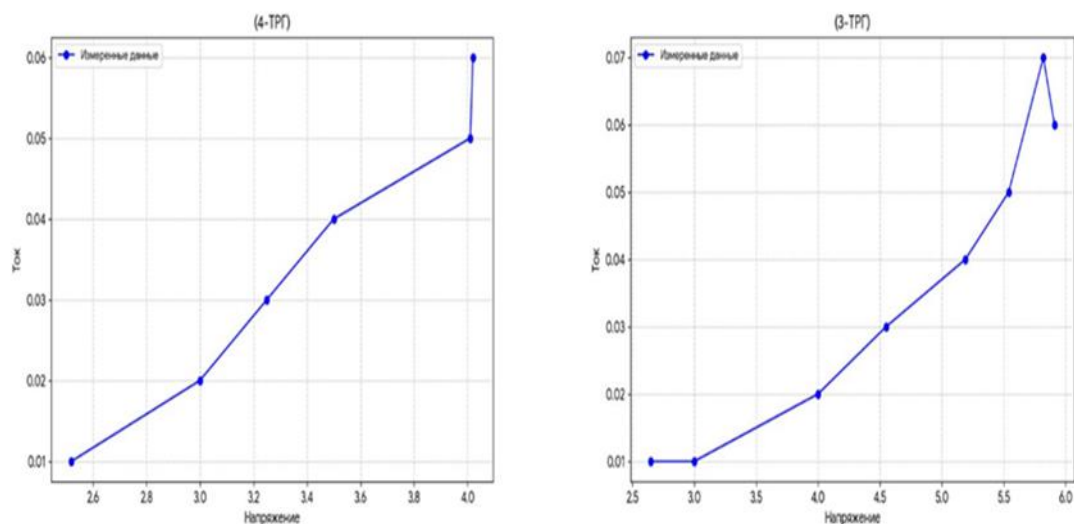 (4-ТРГ)
Измеренные данные
0.06
0.05
0.04
0.03
0.02
0.01
Ток
2.6 2.8 3.0 3.2 3.4 3.6 3.8 4.0
Напряжение
(3-ТРГ)
Измеренные данные
0.07
0.06
0.05
0.04
0.03
0.02
0.01
Ток
2.5 3.0 3.5 4.0 4.5 5.0 5.5 6.0
Напряжение